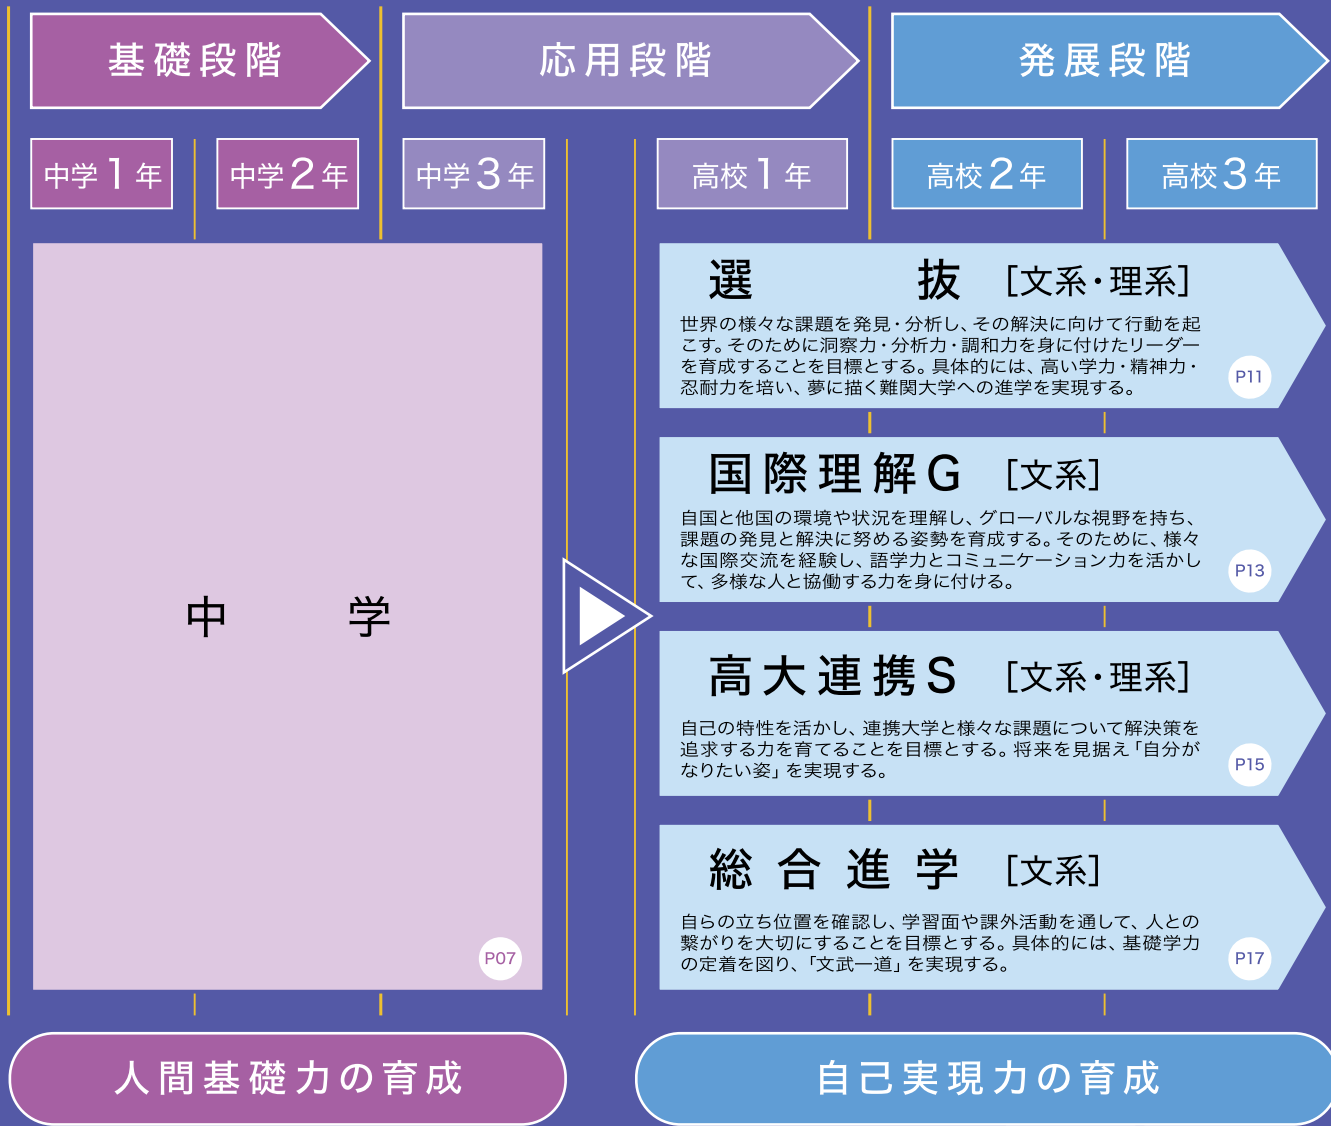 基礎段階
応用段階
発展段階
中学1年
中学2年
中学3年
高校1年
高校2年
高校3年
中学
P07
選抜 [文系・理系]
世界の様々な課題を発見・分析し、その解決に向けて行動を起
こす。そのために洞察力・分析力・調和力を身に付けたリーダー
を育成することを目標とする。具体的には、高い学力・精神力・
忍耐力を培い、夢に描く難関大学への進学を実現する。
P11
国際理解G [文系]
自国と他国の環境や状況を理解し、グローバルな視野を持ち、
課題の発見と解決に努める姿勢を育成する。そのために、様々
な国際交流を経験し、語学力とコミュニケーション力を活かし
て、多様な人と協働する力を身に付ける。
P13
高大連携S [文系・理系]
自己の特性を活かし、連携大学と様々な課題について解決策を
追求する力を育てることを目標とする。将来を見据え「自分が
なりたい姿」を実現する。
P15
総合進学 [文系]
自らの立ち位置を確認し、学習面や課外活動を通して、人との
繋がりを大切にすることを目標とする。具体的には、基礎学力
の定着を図り、「文武一道」を実現する。
P17
人間基礎力の育成
自己実現力の育成